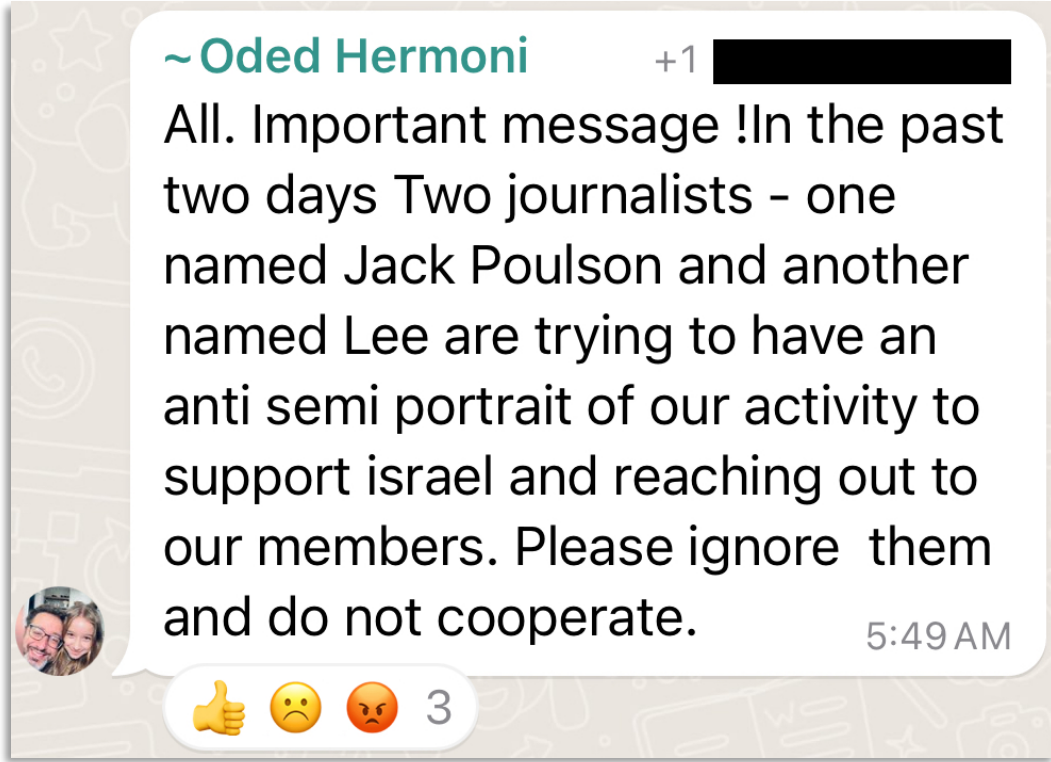 ~Oded Hermoni +1
All. Important message !In the past
two days Two journalists - one
named Jack Poulson and another
named Lee are trying to have an
anti semi portrait of our activity to
support israel and reaching out to
our members. Please ignore  them
and do not cooperate.
5:49 AM
3